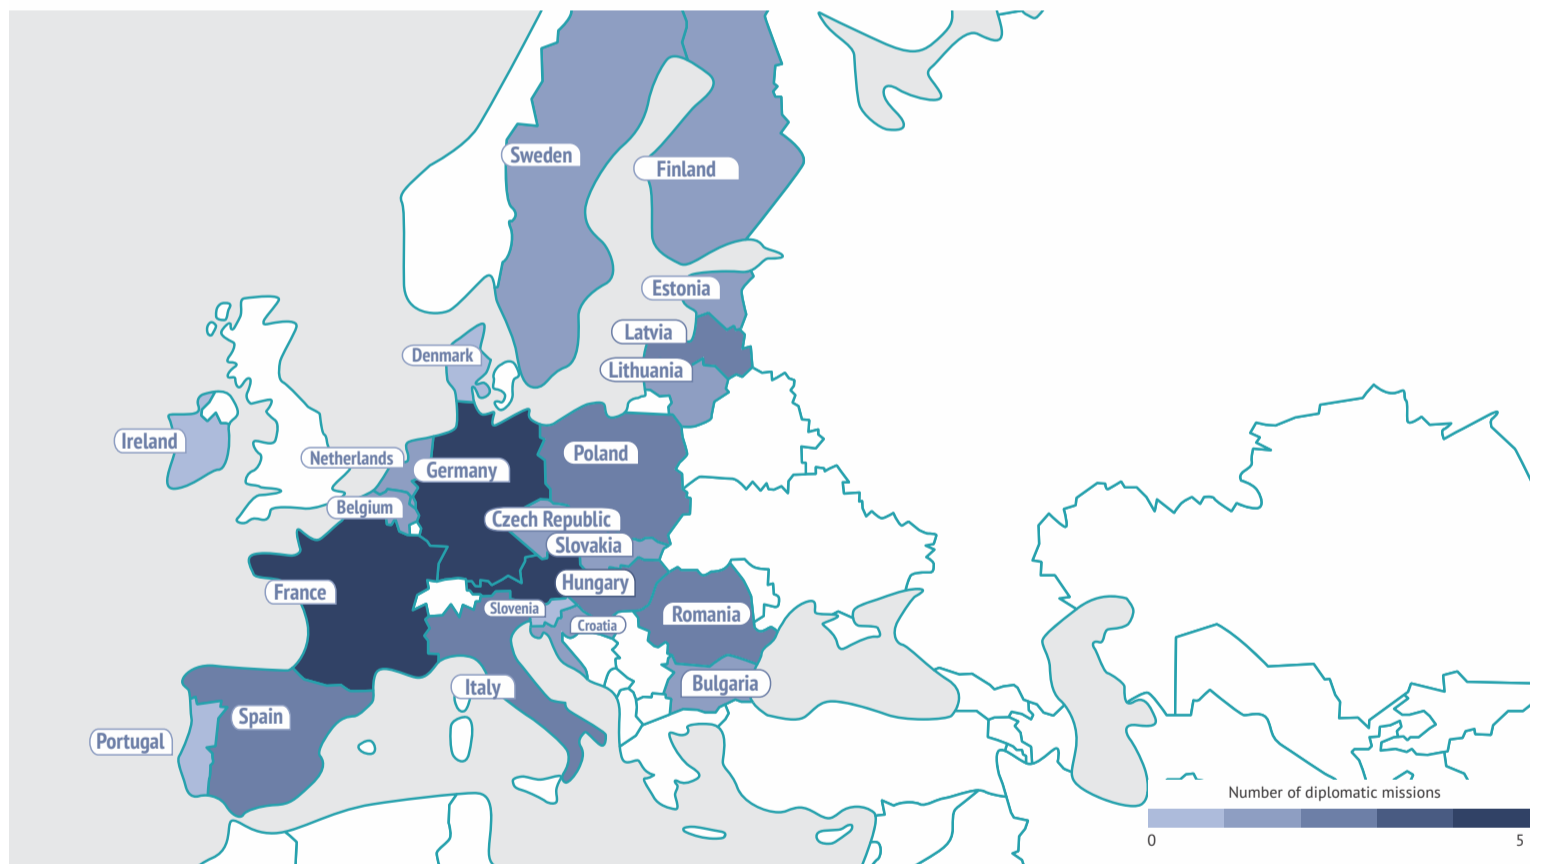 Sweden
Finland
Estonia
Latvia
Denmark
Lithuania
Ireland
Netherlands
Germany
Poland
Belgium
Czech Republic
Slovakia
France
Hungary
Slovenia
Croatia
Romania
Italy
Bulgaria
Spain
Portugal
Number of diplomatic missions
0 5